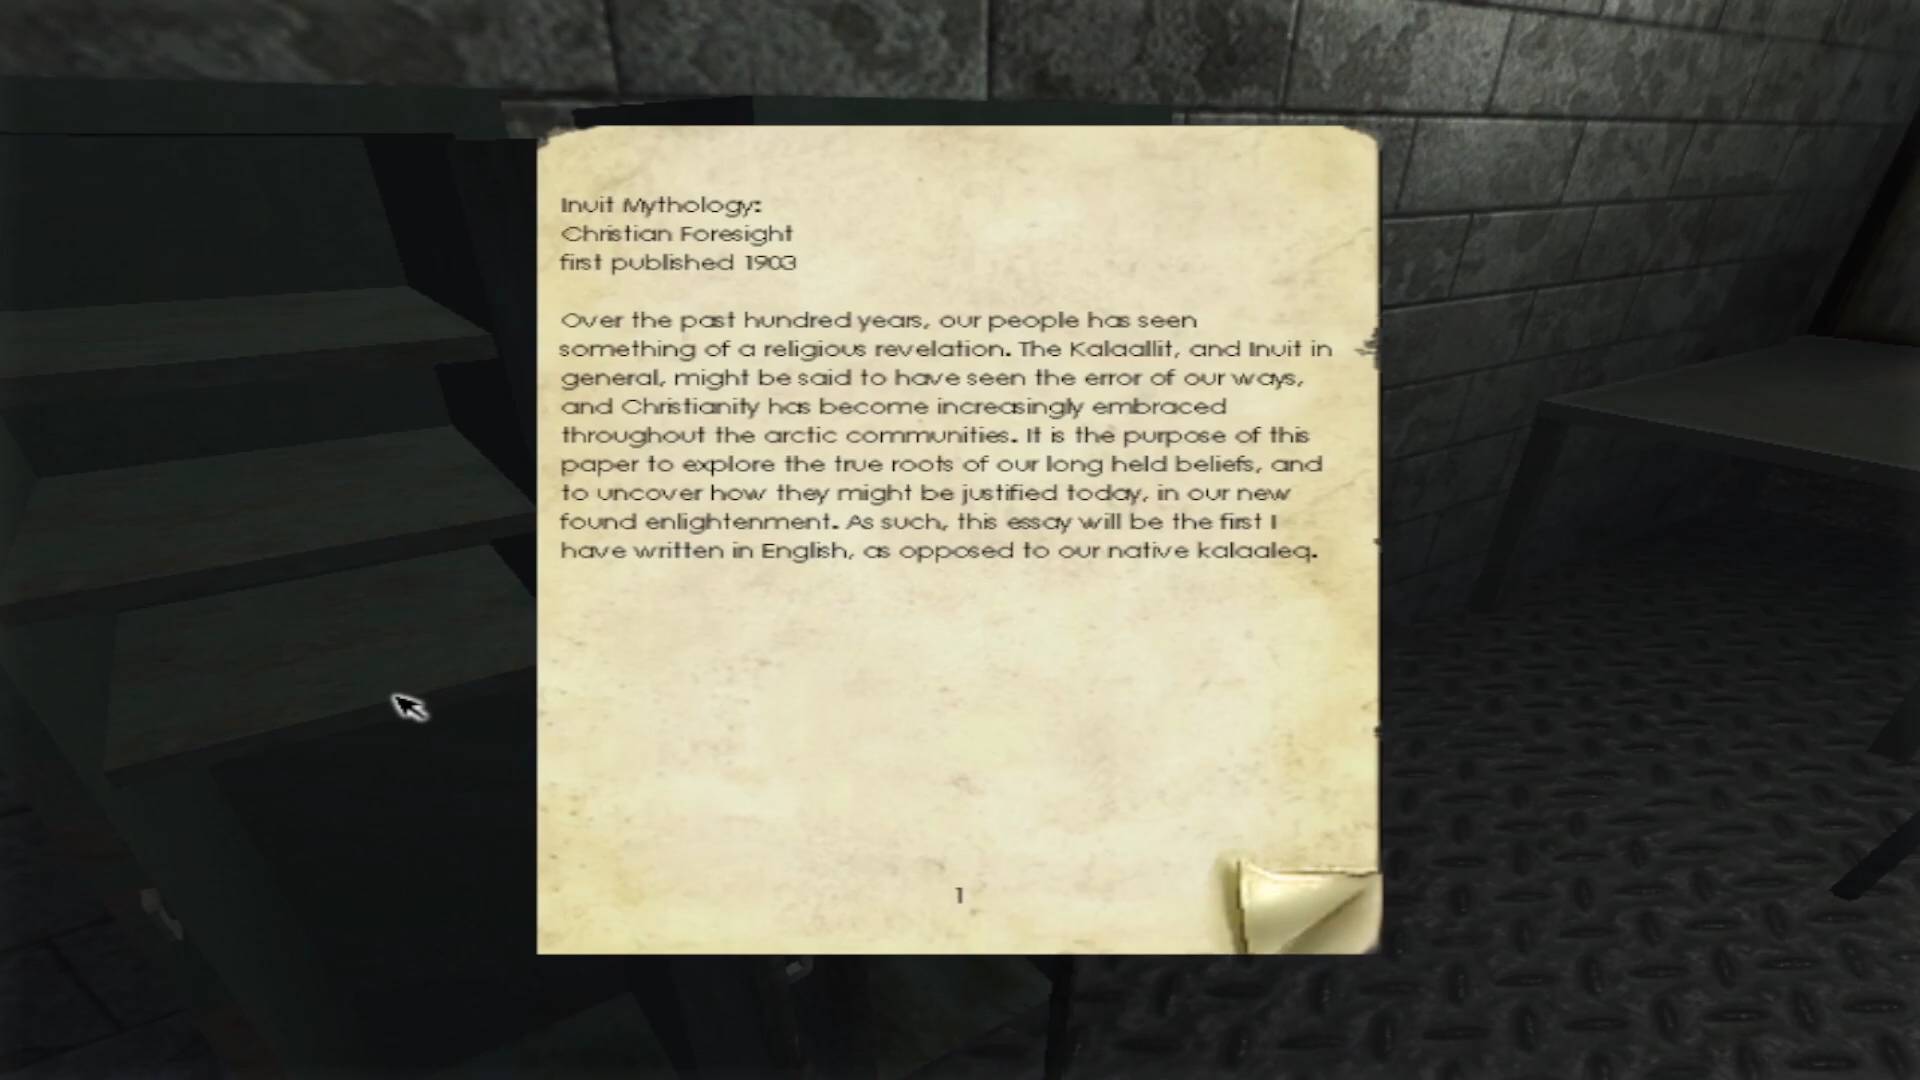 Inuit Mythology:
Christian Foresight
first published 1903
Over the past hundred years, our people has seen
something of a religious revelation. The Kalaallit, and Inuit in
general, might be said to have seen the error of our ways,
and Christianity has become increasingly embraced
throughout the arctic communities. It is the purpose of this
paper to explore the true roots of our long held beliefs, and
to uncover how they might be justified today, in our new
found enlightenment. As such, this essay will be the first I
have written in English, as opposed to our native kalaaleq.
1